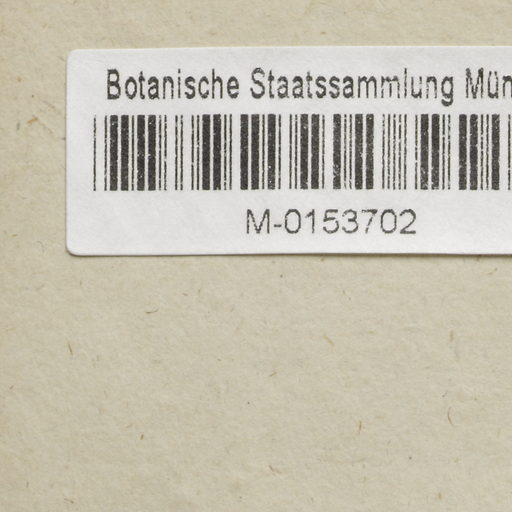 Botanische Staatssammlung Mün
M-0153702